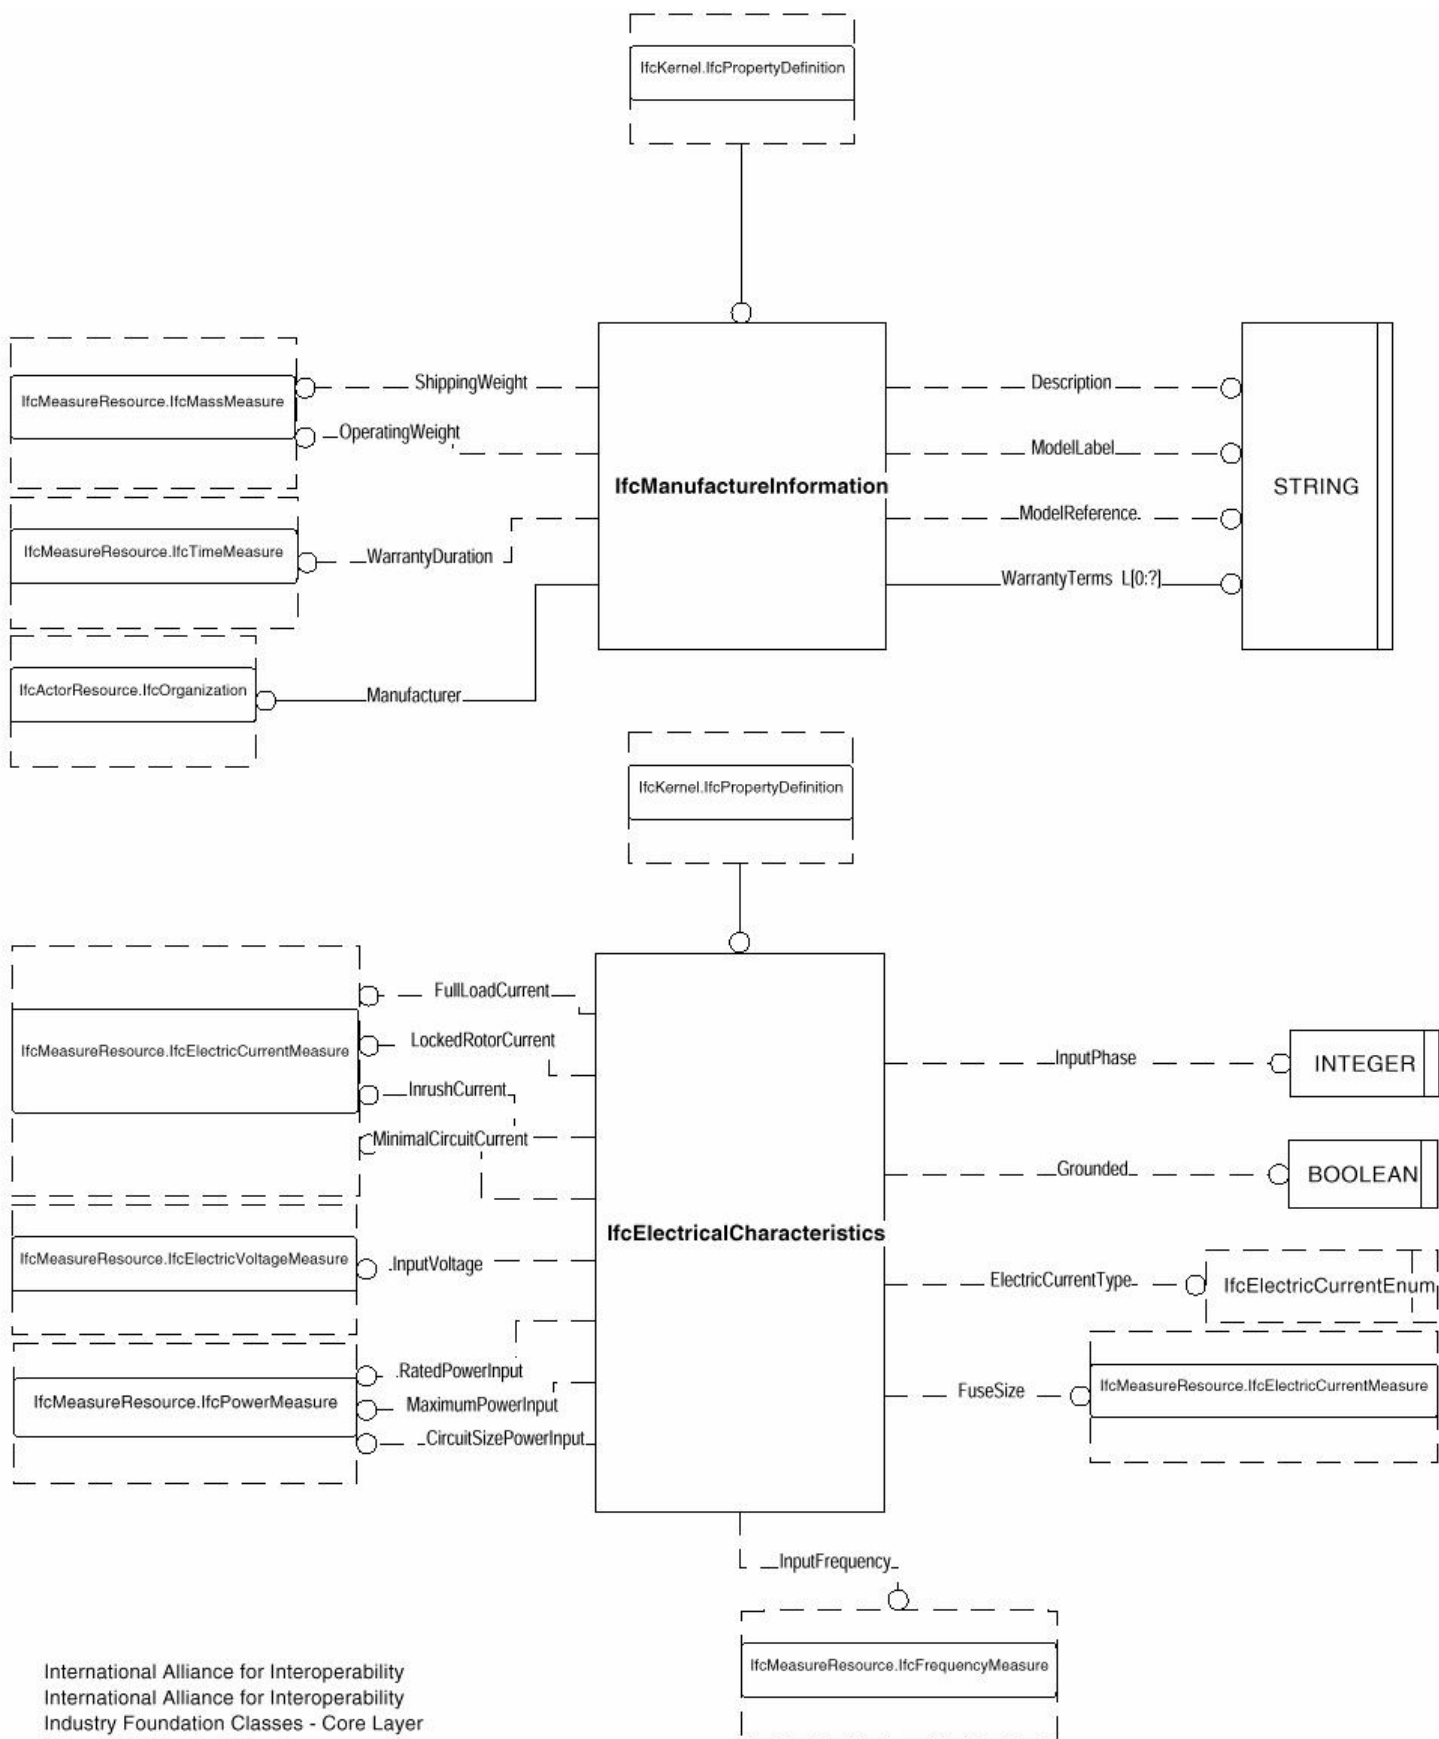 IfcKernel.IfcPropertyDefinition
ShippingWeight
Description
IfcMeasureResource.IfcMassMeasure
OperatingWeight
ModelLabel
IfcManufactureInformation
STRING
ModelReference
IfcMeasureResource.IfcTimeMeasure
WarrantyDuration
WarrantyTerms L[0:?]
IfcActorResource.IfcOrganization
Manufacturer
IfcKernel.IfcPropertyDefinition
FullLoadCurrent
LockedRotorCurrent
IfcMeasureResource.IfcElectricCurrentMeasure
InputPhase
INTEGER
InrushCurrent
MinimalCircuitCurrent
Grounded
BOOLEAN
IfcElectricalCharacteristics
IfcMeasureResource.IfcElectricVoltageMeasure
InputVoltage
ElectricCurrentType
IfcElectricCurrentEnum
RatedPowerInput
IfcMeasureResource.IfcPowerMeasure
MaximumPowerInput
FuseSize
IfcMeasureResource.IfcElectricCurrentMeasure
CircuitSizePowerInput
InputFrequency
IfcMeasureResource.IfcFrequencyMeasure
International Alliance for Interoperability
International Alliance for Interoperability
Industry Foundation Classes - Core Layer